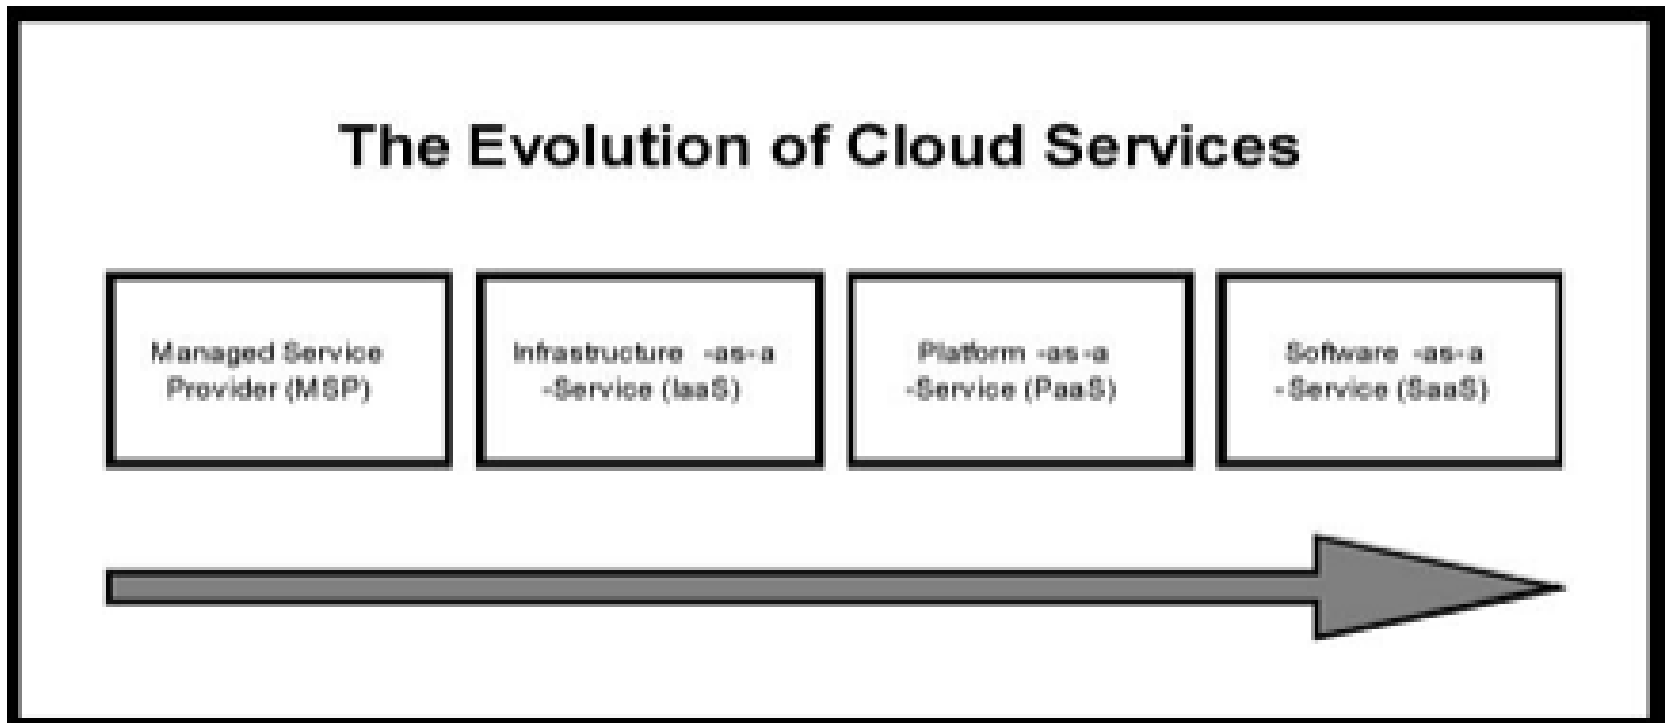 The Evolution of Cloud Services
Managed Service
Provider (MSP)
Infrastructure -as-a
-Service (IaaS)
Platform -as-a
-Service (PaaS)
Software -as-a
-Service (SaaS)